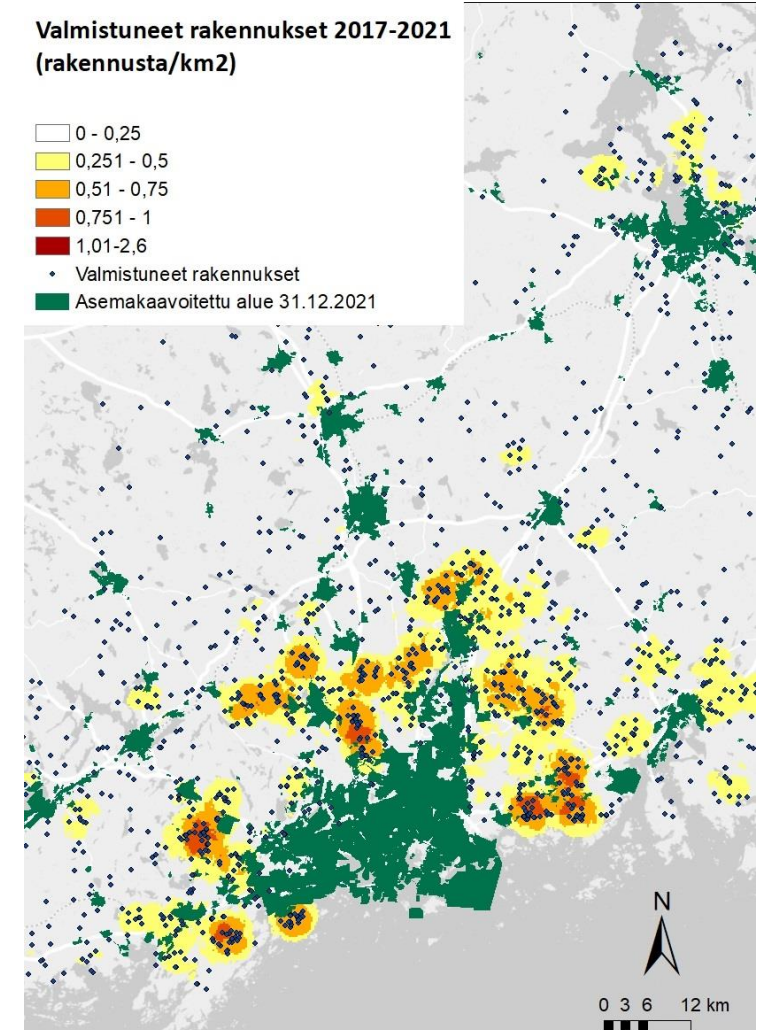 Valmistuneet rakennukset 2017-2021
(rakennusta/km2)
0 - 0,25
0,251 - 0,5
0,51 - 0,75
0,751 - 1
1,01-2,6
Valmistuneet rakennukset
Asemakaavoitettu alue 31.12.2021
N
0 3 6 12 km